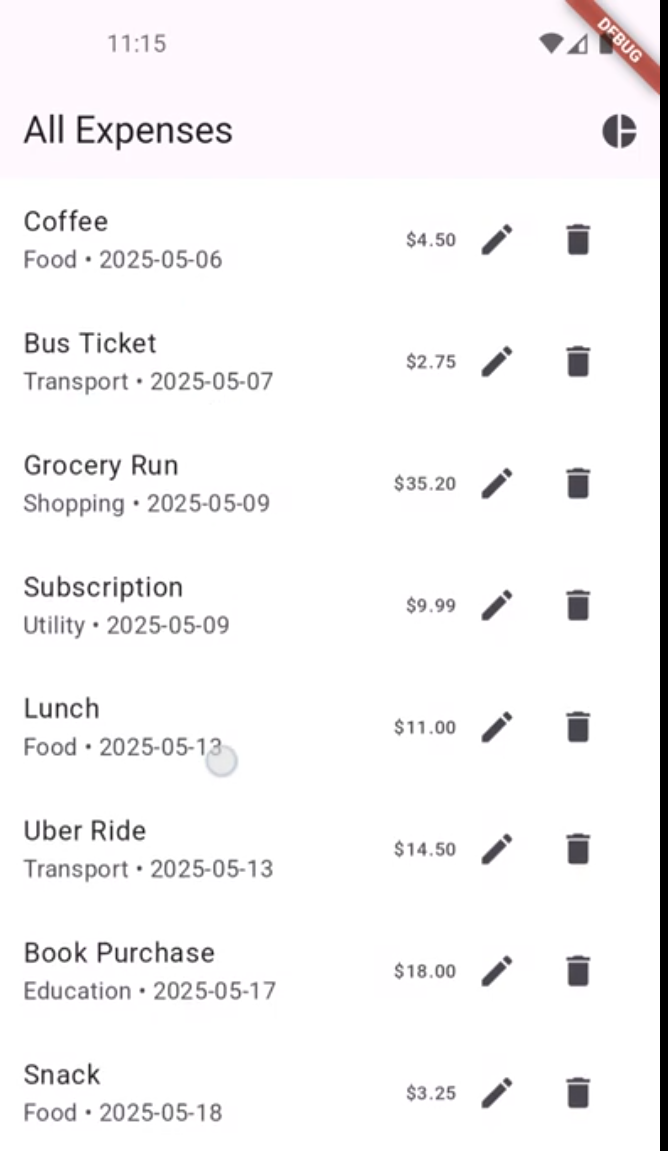 11:15
DEBUG
All Expenses
Coffee
$4.50
Food • 2025-05-06
Bus Ticket
$2.75
Transport • 2025-05-07
Grocery Run
$35.20
Shopping • 2025-05-09
Subscription
$9.99
Utility • 2025-05-09
Lunch
$11.00
Food • 2025-05-13
Uber Ride
$14.50
Transport • 2025-05-13
Book Purchase
$18.00
Education • 2025-05-17
Snack
$3.25
Food • 2025-05-18